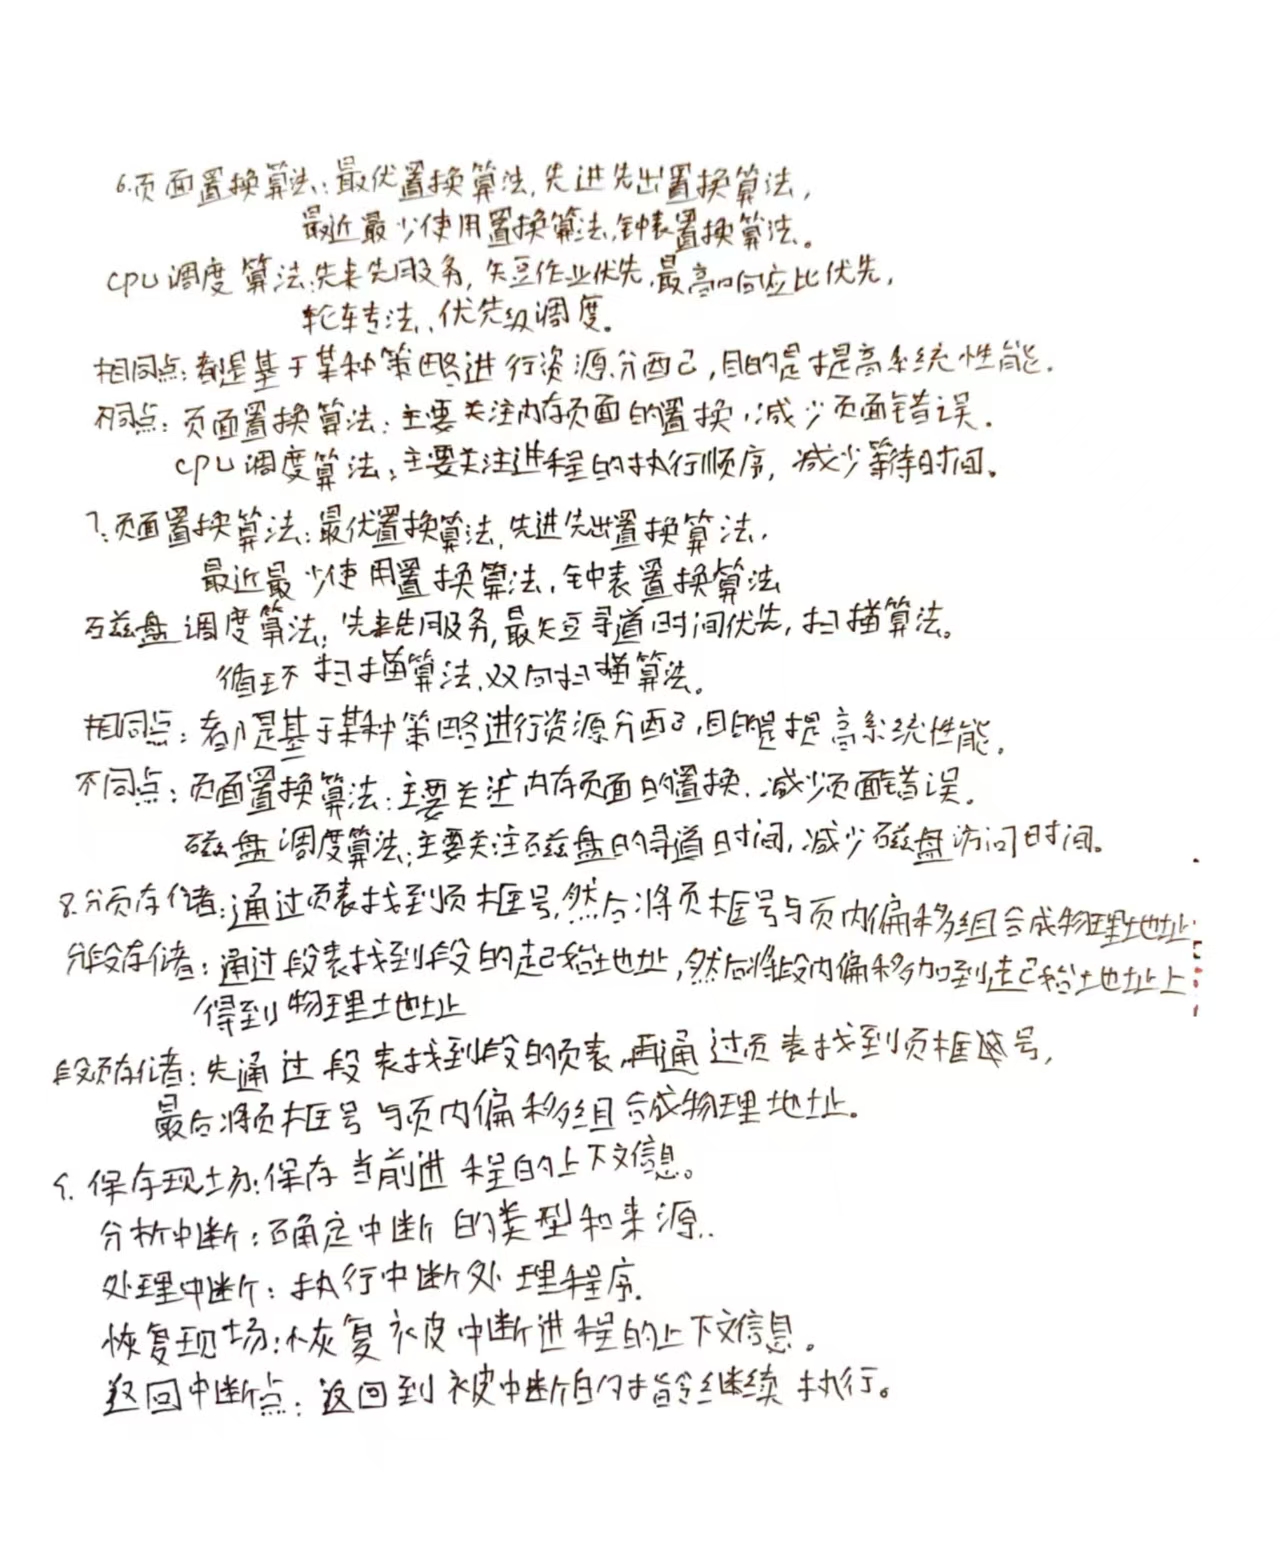 6.页面置换算法:最优置换算法,先进先出置换算法,
最近最少使用置换算法,钟表置换算法。
CPU调度算法:先来先服务,短作业优先,最高响应比优先,
轮转法、优先级调度。
相同点:都是基于某种策略进行资源分配,目的是提高系统性能.
不同点:页面置换算法:主要关注内存页面的置换,减少页面错误.
CPU调度算法:主要关注进程的执行顺序,减少等待时间。
7.页面置换算法:最优置换算法,先进先出置换算法,
最近最少使用置换算法,钟表置换算法
磁盘调度算法:先来先服务,最短寻道时间优先,扫描算法。
循环扫描算法,双向扫描算法。
相同点:都是基于某种策略进行资源分配,目的是提高系统性能.
不同点:页面置换算法:主要关注内存页面的置换.减少页面错误.
磁盘调度算法:主要关注磁盘的寻道时间,减少磁盘访问时间。
8.分页存储:通过页表找到页框号,然后将页框号与页内偏移组合成物理地址.
分段存储:通过段表找到段的起始地址,然后将段内偏移加到起始地址上
得到物理地址
段页存储:先通过段表找到段的页表,再通过页表找到页框号,
最后将页框号与页内偏移组合成物理地址.
9.保存现场:保存当前进程的上下文信息。
分析中断:确定中断的类型和来源.
处理中断:执行中断处理程序.
恢复现场:恢复被中断进程的上下文信息。
返回中断点:返回到被中断的指令继续执行。